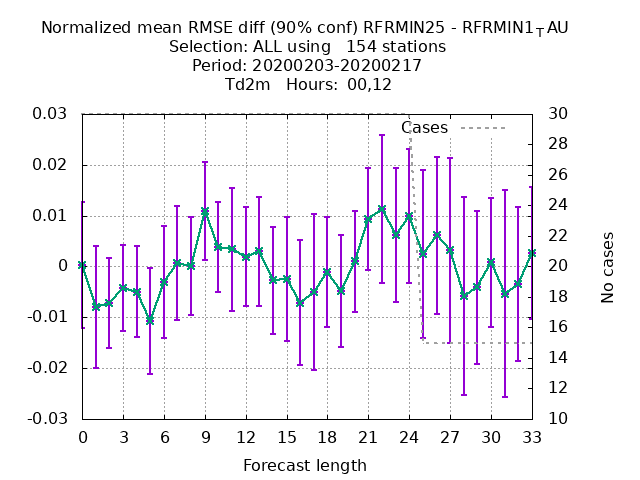 Normalized mean RMSE diff (90% conf) RFRMIN25 - RFRMIN1_TAU
Selection: ALL using   154 stations
Period: 20200203-20200217
Td2m   Hours:  00,12
Cases
0.03
0.02
0.01
0
-0.01
-0.02
-0.03
30
28
26
24
22
20
18
16
14
12
10
No cases
0 3 6 9 12 15 18 21 24 27 30 33
Forecast length